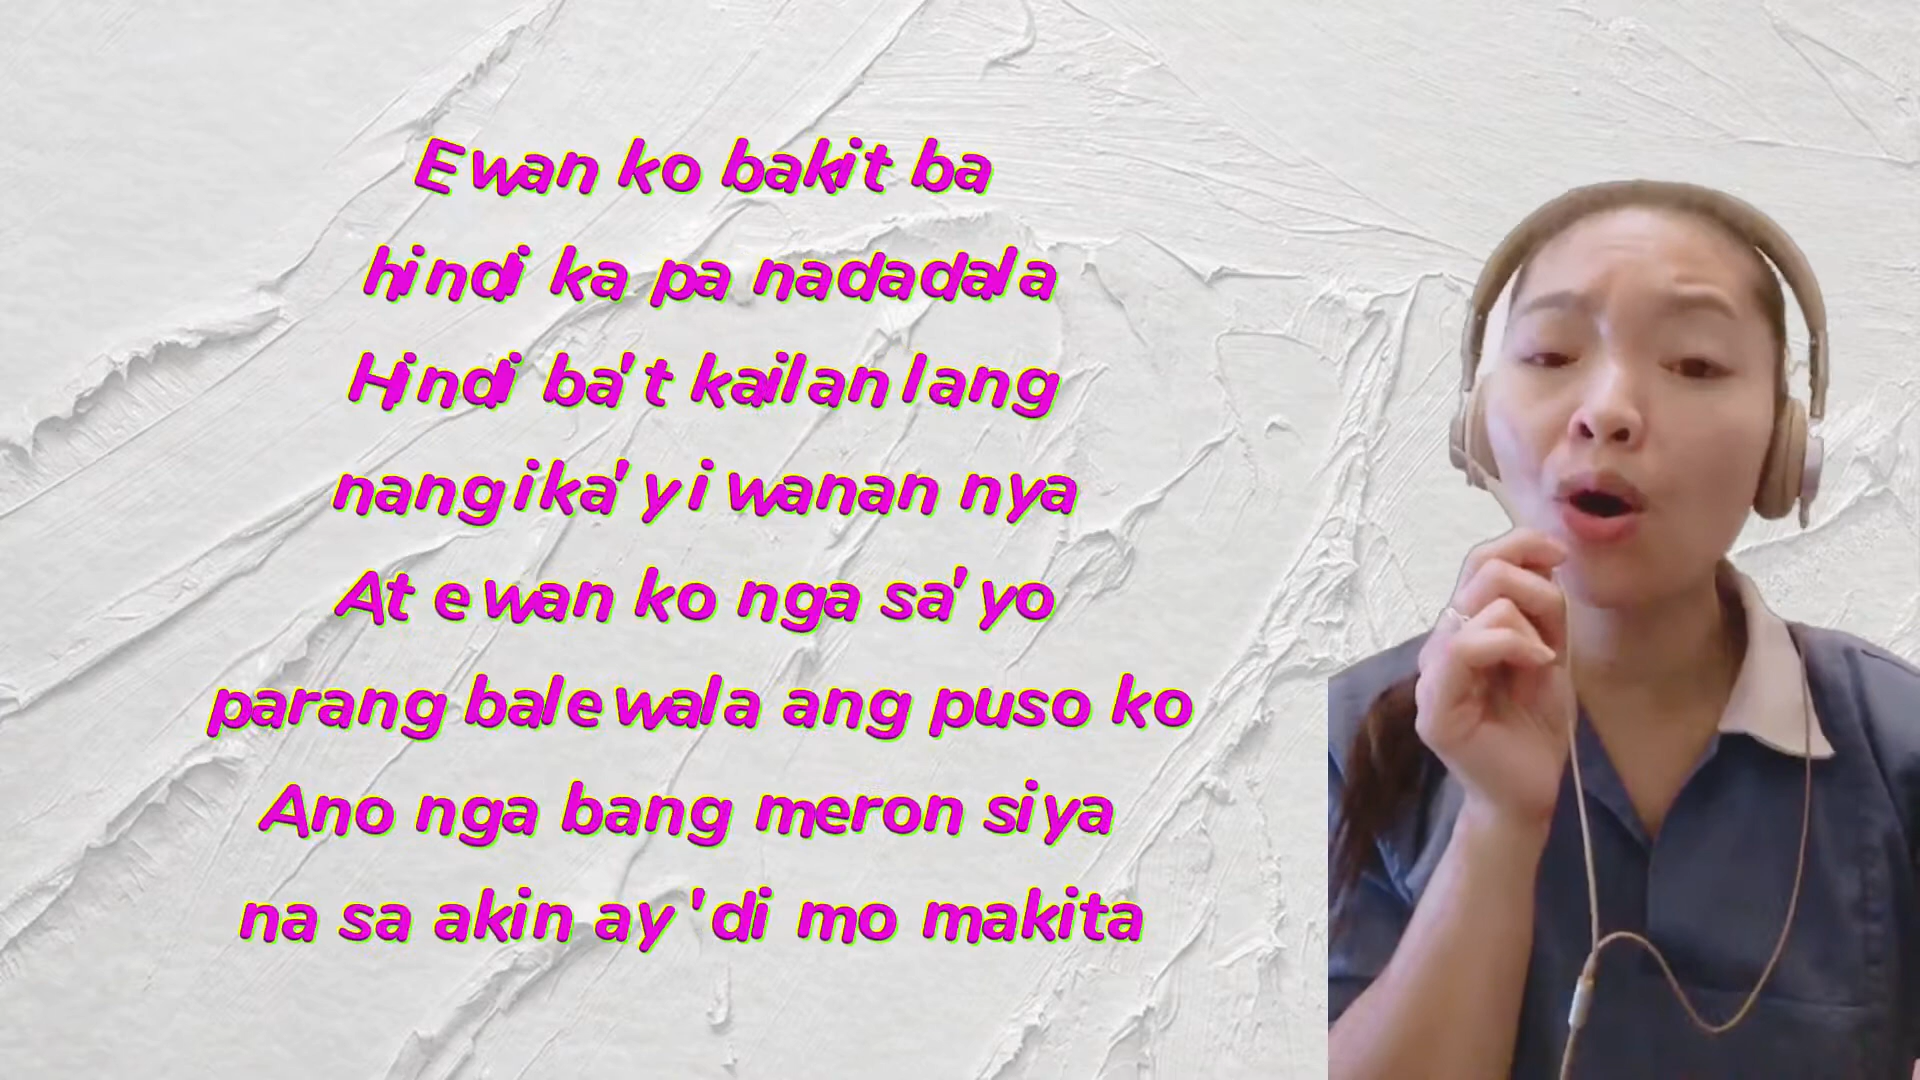 Ewan ko bakit ba
hindi ka pa nadadala
Hindi ba't kailan lang
nang ika'y iwanan nya
At ewan ko nga sa'yo
parang balewala ang puso ko
Ano nga bang meron siya
na sa akin ay 'di mo makita